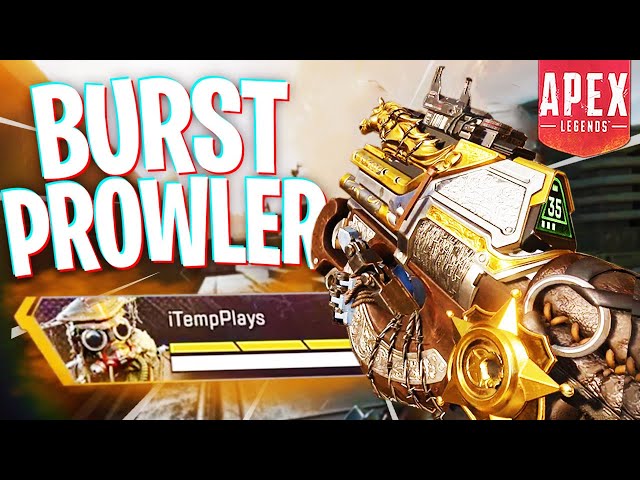 BURST
PROWLER
APEX
LEGENDS
35
iTempPlays